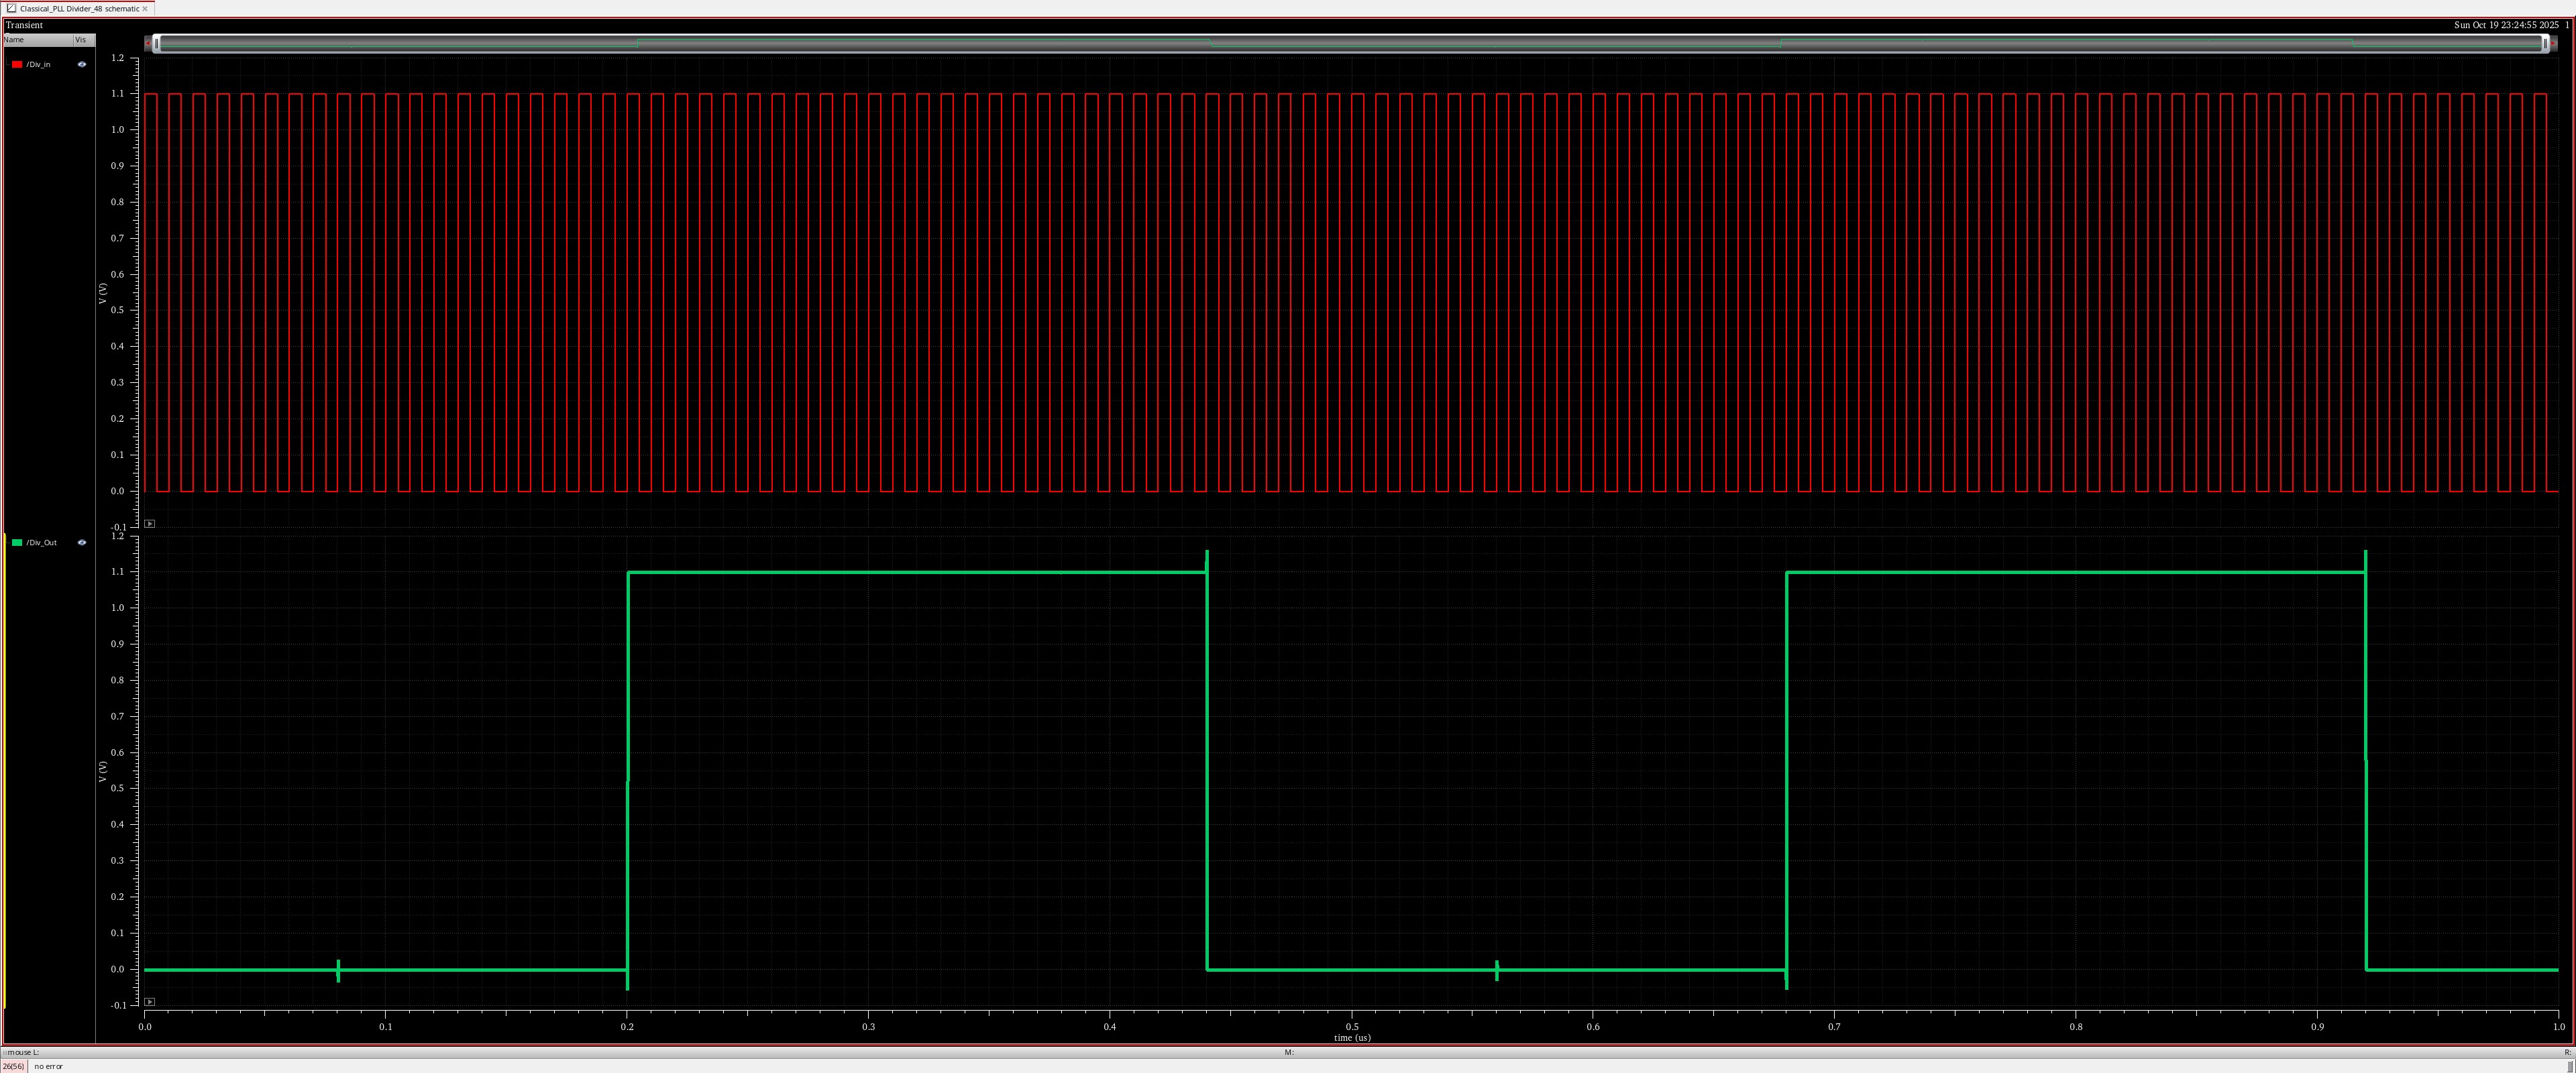 Classical_PLL Divider_48 schematic
Transient
Sun Oct 19 23:24:55 2025 1
Name Vis
/Div_in
1.2
1.1
1.0
0.9
0.8
0.7
0.6
0.5
0.4
0.3
0.2
0.1
0.0
-0.1
V (V)
/Div_Out
1.2
1.1
1.0
0.9
0.8
0.7
0.6
0.5
0.4
0.3
0.2
0.1
0.0
-0.1
V (V)
0.0 0.1 0.2 0.3 0.4 0.5 0.6 0.7 0.8 0.9 1.0
time (us)
mouse L: M: R:
26(56) no error